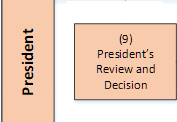 President
(9)
President's
Review and
Decision